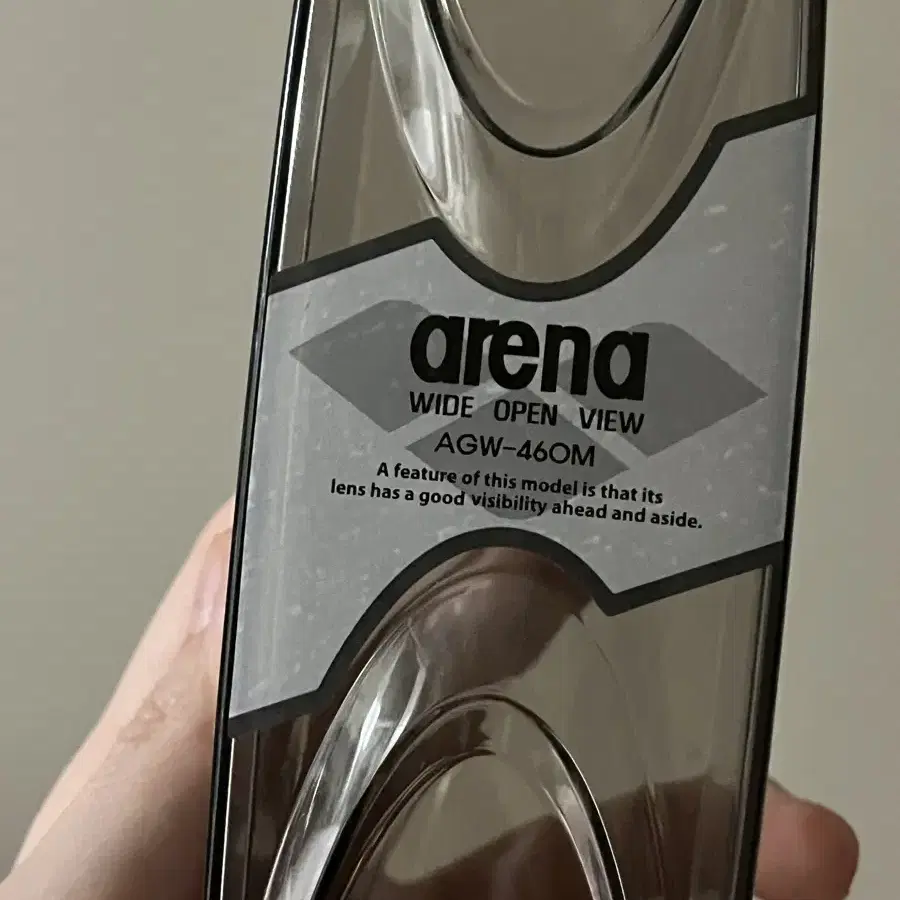 arena
WIDE OPEN VIEW
AGW-460M
A feature of this model is that its
lens has a good visibility ahead and aside.